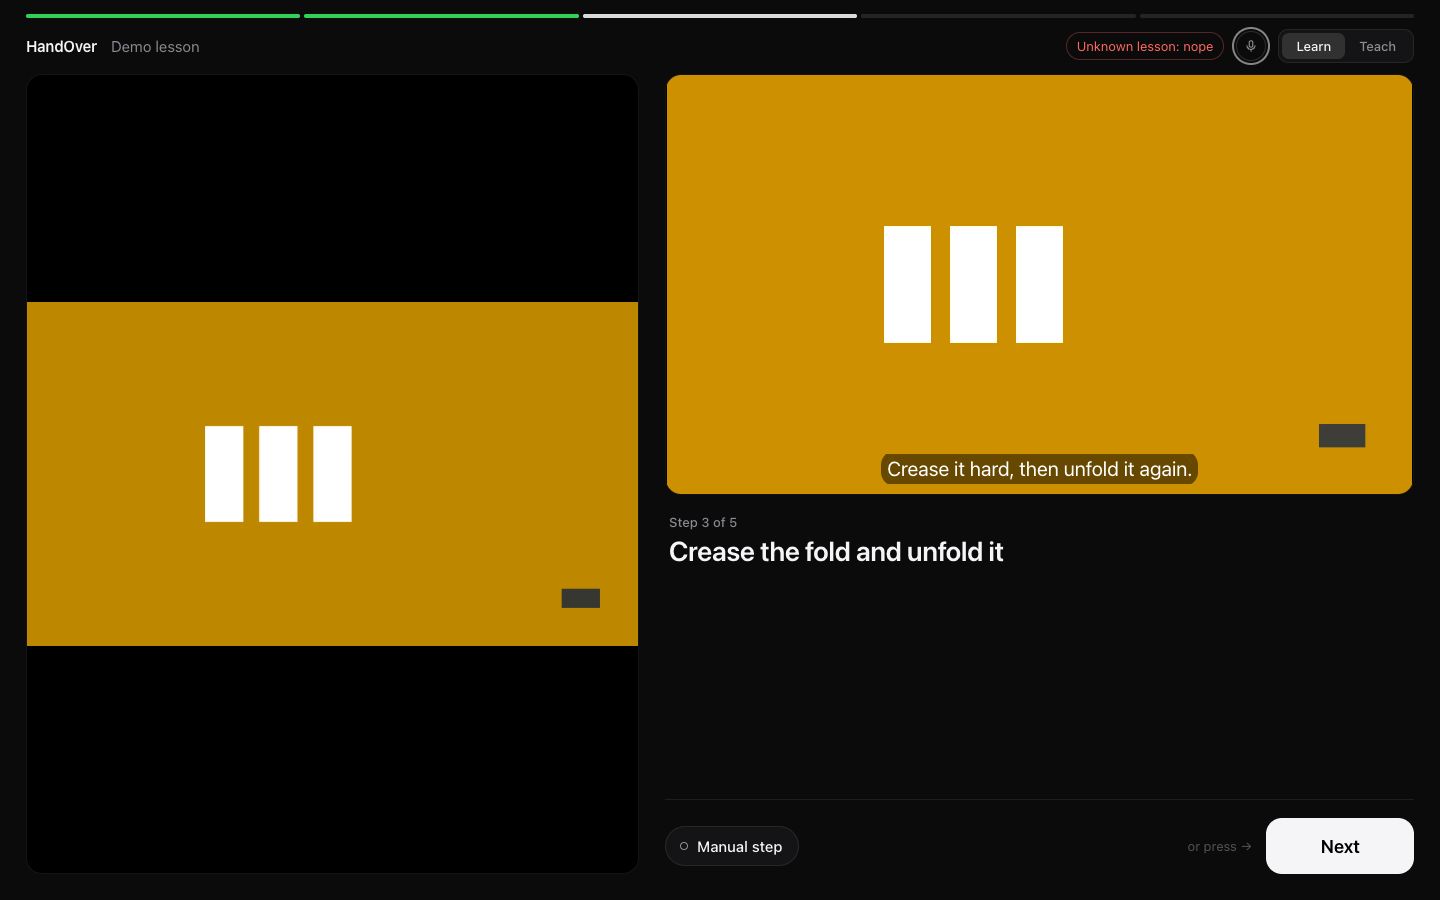 HandOver Demo lesson
Unknown lesson: nope
Learn Teach
Crease it hard, then unfold it again.
Step 3 of 5
Crease the fold and unfold it
Manual step
or press →
Next